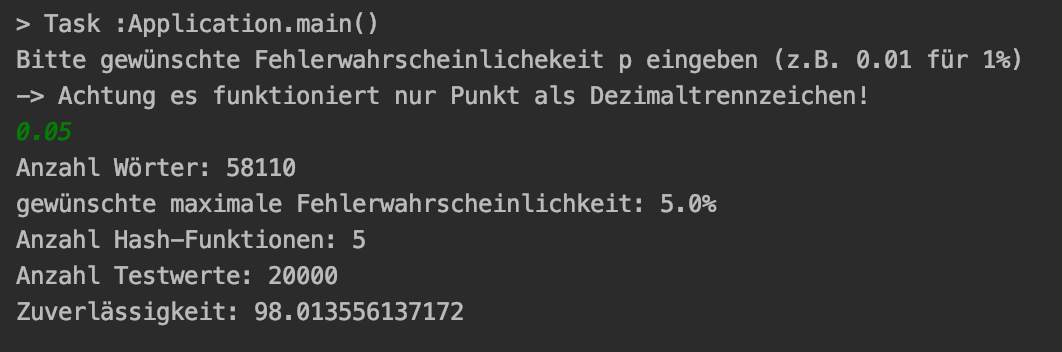 > Task :Application.main()
Bitte gewünschte Fehlerwahrscheinlichekeit p eingeben (z.B. 0.01 für 1%)
-> Achtung es funktioniert nur Punkt als Dezimaltrennzeichen!
0.05
Anzahl Wörter: 58110
gewünschte maximale Fehlerwahrscheinlichkeit: 5.0%
Anzahl Hash-Funktionen: 5
Anzahl Testwerte: 20000
Zuverlässigkeit: 98.013556137172